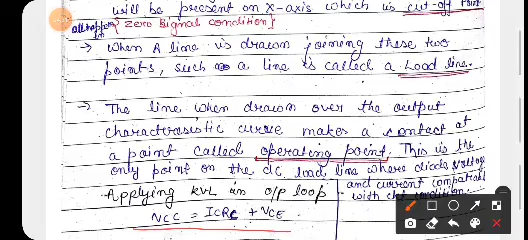 will be present on X-axis which is cut-off point
{ zero signal condition }
→ When A line is drawn joining these two
points, such a line is called a Load line.
→ The line when drawn over the output
characteristic curve makes a contact at
a point called operating point. This is the
only point on the dc load line where diode voltage
and current compatible
with ckt condition.
Applying KVL in o/p loop
VCC = ICRC + VCE